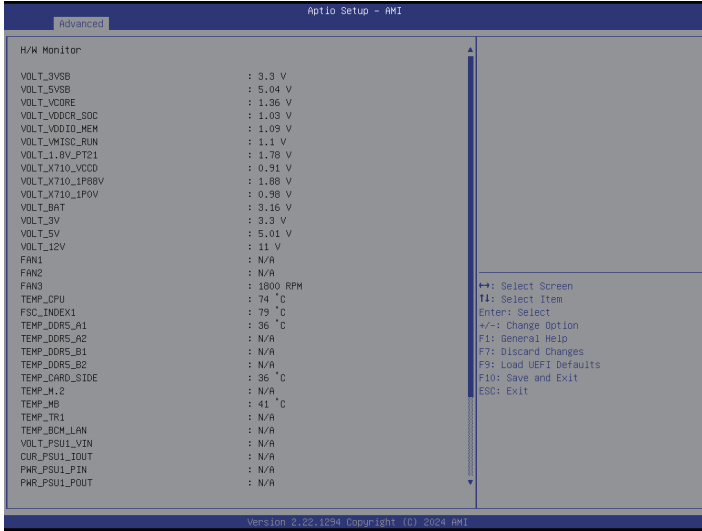 Aptio Setup - AMI
Advanced
H/W Monitor
VOLT_3VSB : 3.3 V
VOLT_5VSB : 5.04 V
VOLT_VCORE : 1.36 V
VOLT_VDDCR_SOC : 1.03 V
VOLT_VDDIO_MEM : 1.09 V
VOLT_VMISC_RUN : 1.1 V
VOLT_1.8V_PT21 : 1.78 V
VOLT_X710_VCCD : 0.91 V
VOLT_X710_1P88V : 1.88 V
VOLT_X710_1P0V : 0.98 V
VOLT_BAT : 3.16 V
VOLT_3V : 3.3 V
VOLT_5V : 5.01 V
VOLT_12V : 11 V
FAN1 : N/A
FAN2 : N/A
FAN3 : 1800 RPM
TEMP_CPU : 74 °C
FSC_INDEX1 : 79 °C
TEMP_DDR5_A1 : 36 °C
TEMP_DDR5_A2 : N/A
TEMP_DDR5_B1 : N/A
TEMP_DDR5_B2 : N/A
TEMP_CARD_SIDE : 36 °C
TEMP_M.2 : N/A
TEMP_MB : 41 °C
TEMP_TR1 : N/A
TEMP_BCM_LAN : N/A
VOLT_PSU1_VIN : N/A
CUR_PSU1_IOUT : N/A
PWR_PSU1_PIN : N/A
PWR_PSU1_POUT : N/A
↔: Select Screen
↑↓: Select Item
Enter: Select
+/-: Change Option
F1: General Help
F7: Discard Changes
F9: Load UEFI Defaults
F10: Save and Exit
ESC: Exit
Version 2.22.1294 Copyright (C) 2024 AMI